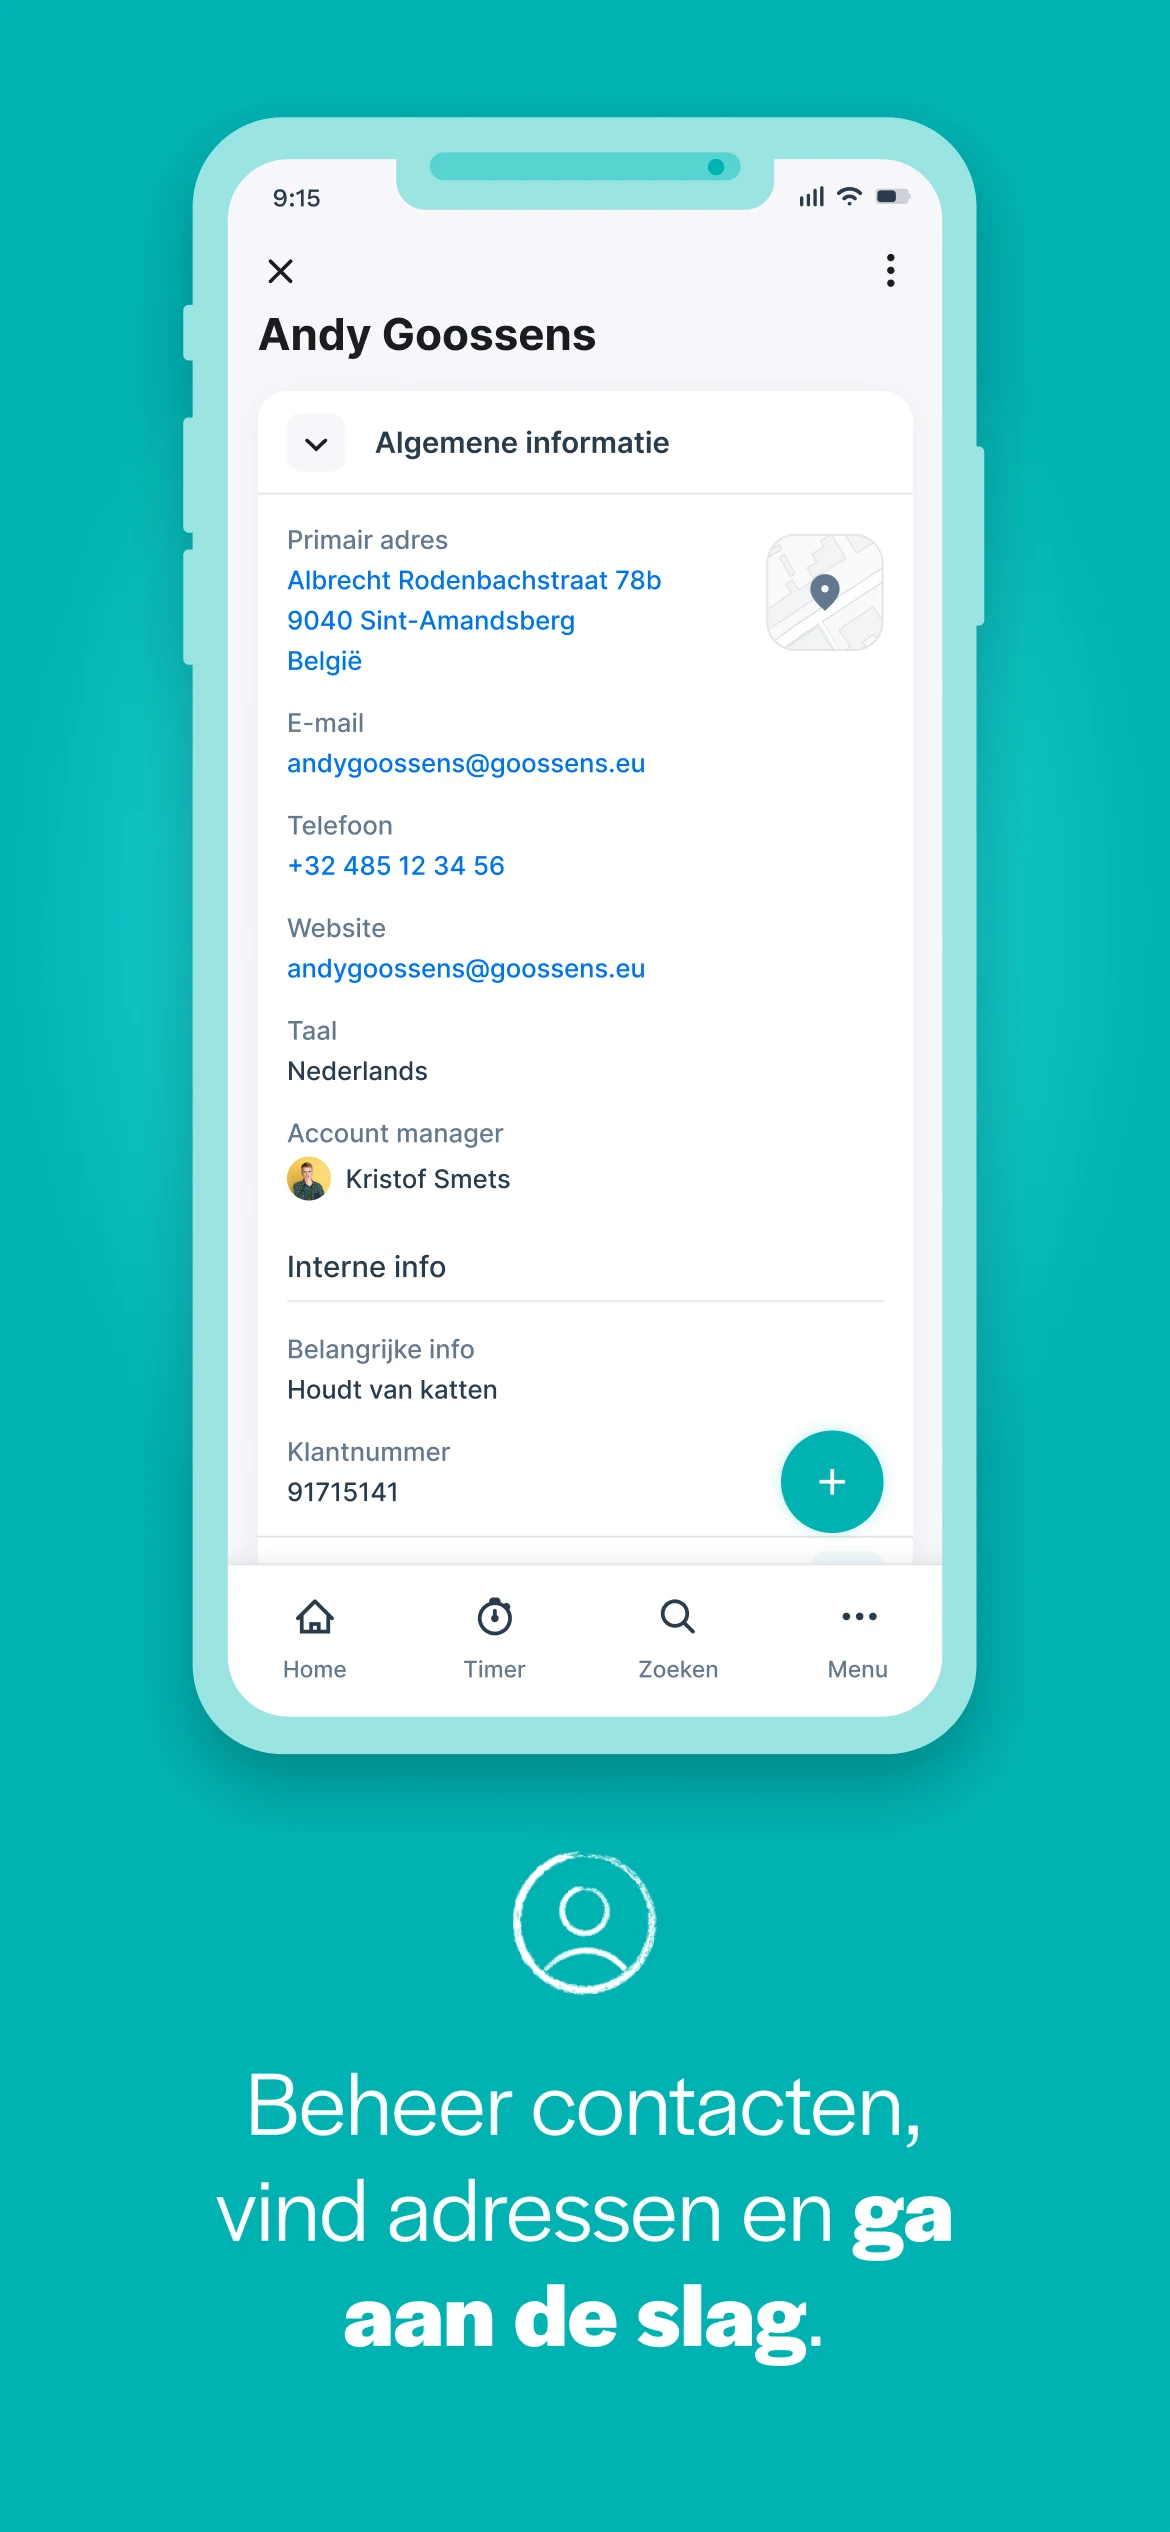 9:15
Andy Goossens
Algemene informatie
Primair adres
Albrecht Rodenbachstraat 78b
9040 Sint-Amandsberg
België
E-mail
andygoossens@goossens.eu
Telefoon
+32 485 12 34 56
Website
andygoossens@goossens.eu
Taal
Nederlands
Account manager
Kristof Smets
Interne info
Belangrijke info
Houdt van katten
Klantnummer
91715141
Home Timer Zoeken Menu
Beheer contacten,
vind adressen en ga
aan de slag.